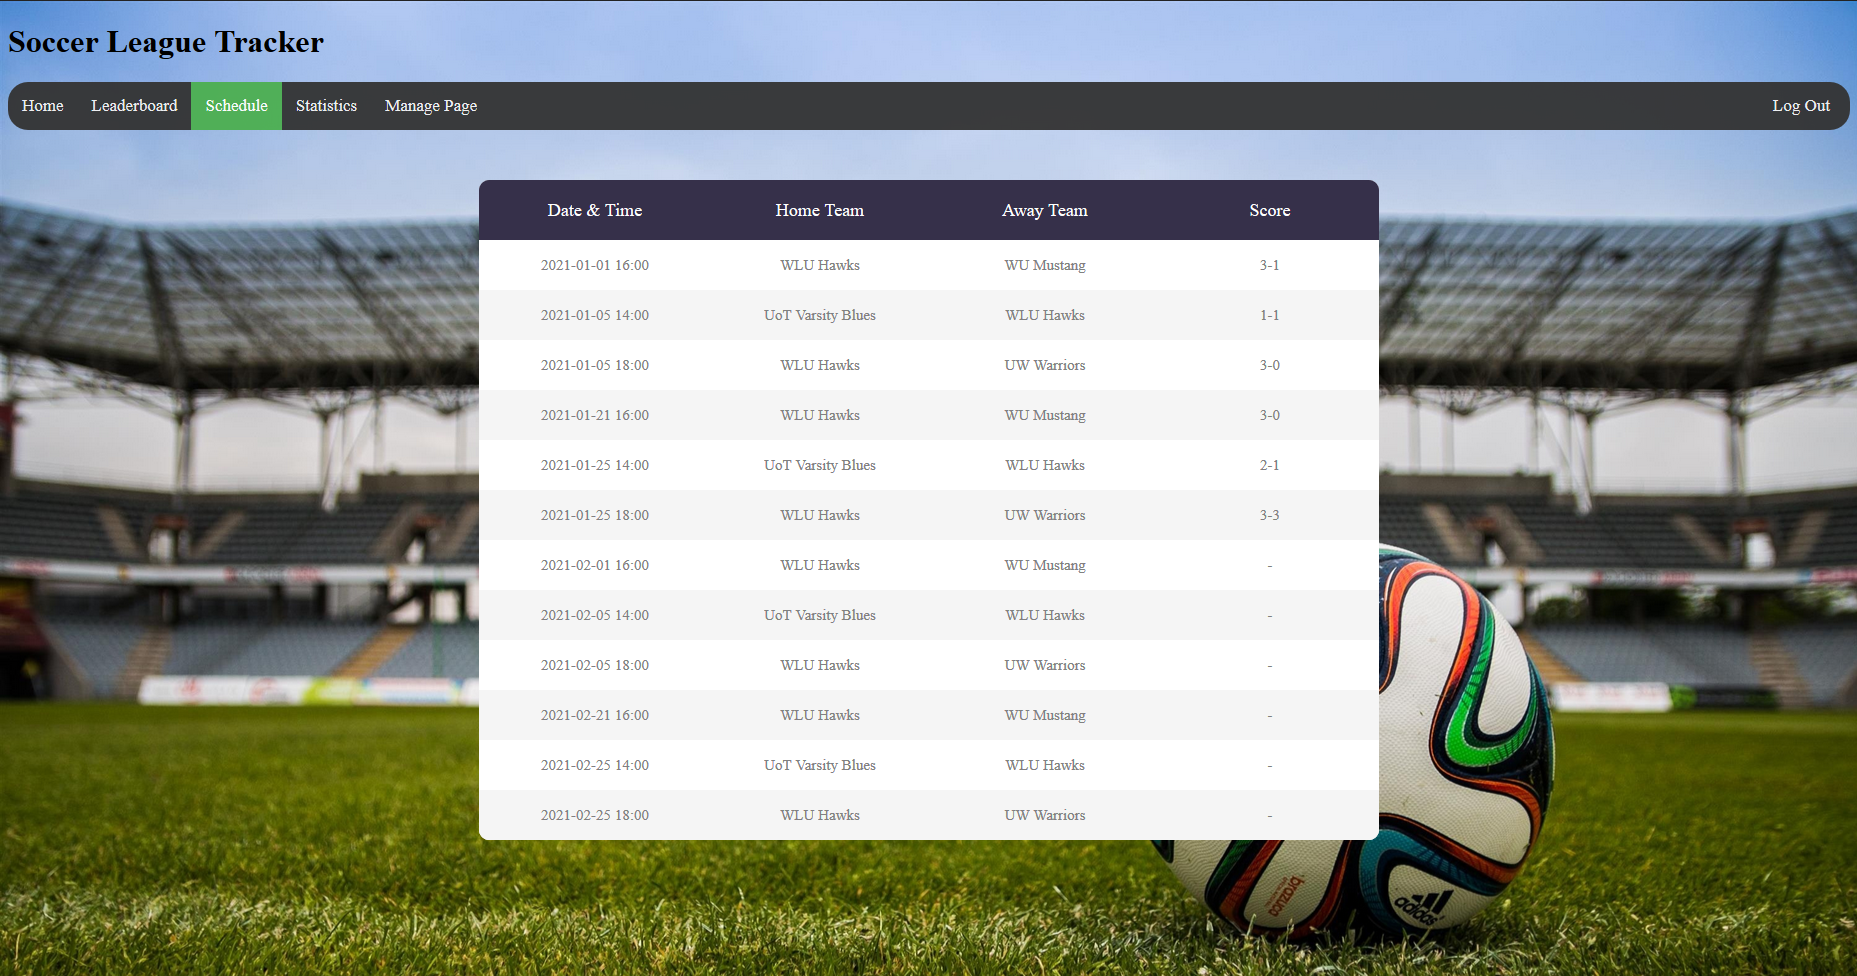 Soccer League Tracker
Home Leaderboard Schedule Statistics Manage Page Log Out
Date & Time Home Team Away Team Score
2021-01-01 16:00 WLU Hawks WU Mustang 3-1
2021-01-05 14:00 UoT Varsity Blues WLU Hawks 1-1
2021-01-05 18:00 WLU Hawks UW Warriors 3-0
2021-01-21 16:00 WLU Hawks WU Mustang 3-0
2021-01-25 14:00 UoT Varsity Blues WLU Hawks 2-1
2021-01-25 18:00 WLU Hawks UW Warriors 3-3
2021-02-01 16:00 WLU Hawks WU Mustang -
2021-02-05 14:00 UoT Varsity Blues WLU Hawks -
2021-02-05 18:00 WLU Hawks UW Warriors -
2021-02-21 16:00 WLU Hawks WU Mustang -
2021-02-25 14:00 UoT Varsity Blues WLU Hawks -
2021-02-25 18:00 WLU Hawks UW Warriors -
brazuca
adidas